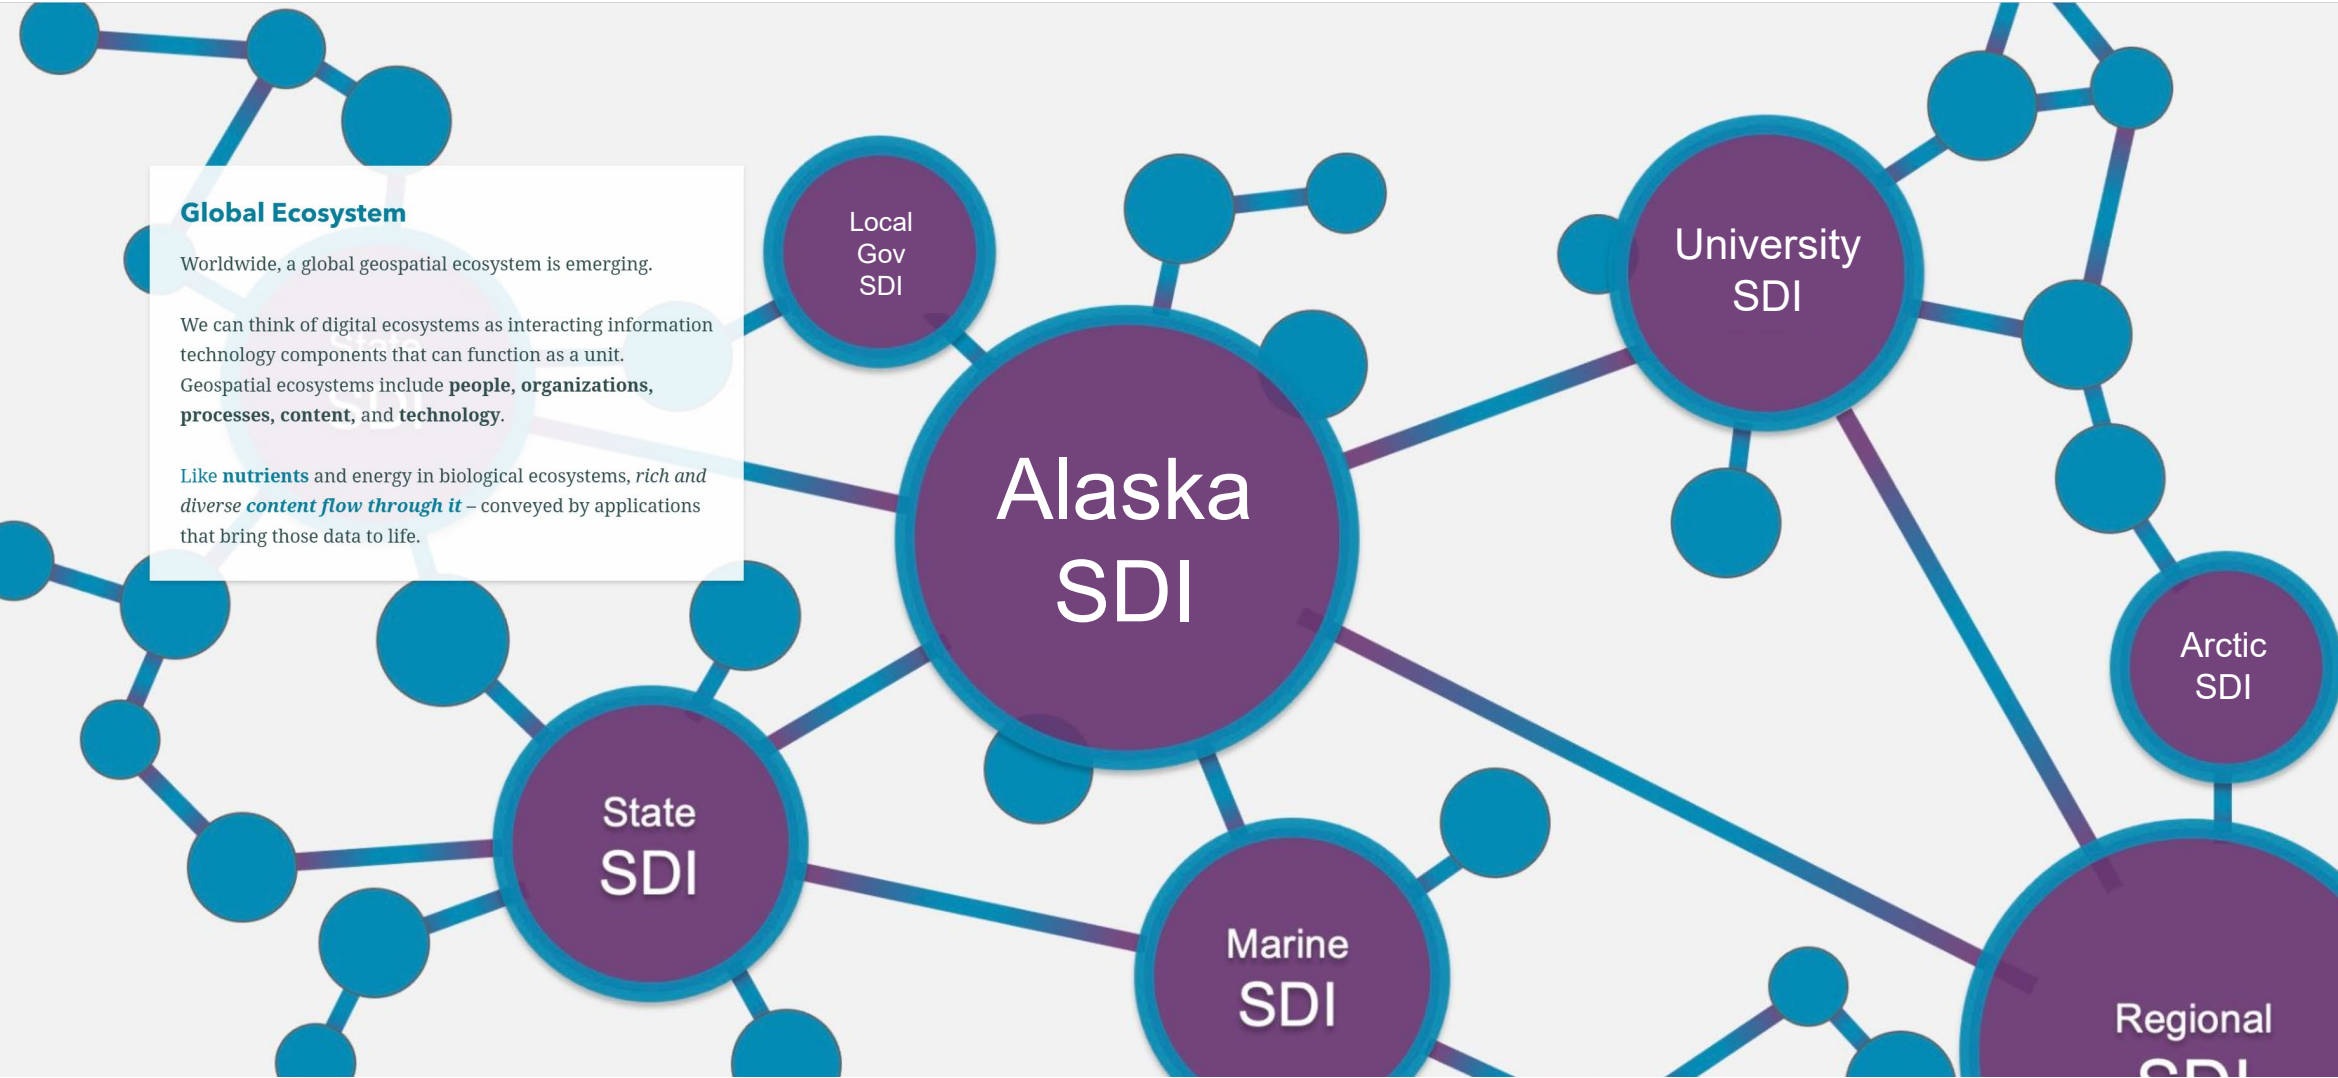 Global Ecosystem
Worldwide, a global geospatial ecosystem is emerging.
We can think of digital ecosystems as interacting information
technology components that can function as a unit.
Geospatial ecosystems include people, organizations,
processes, content, and technology.
Like nutrients and energy in biological ecosystems, rich and
diverse content flow through it – conveyed by applications
that bring those data to life.
State
SDI
Local
Gov
SDI
Alaska
SDI
University
SDI
Arctic
SDI
State
SDI
Marine
SDI
Regional
SDI